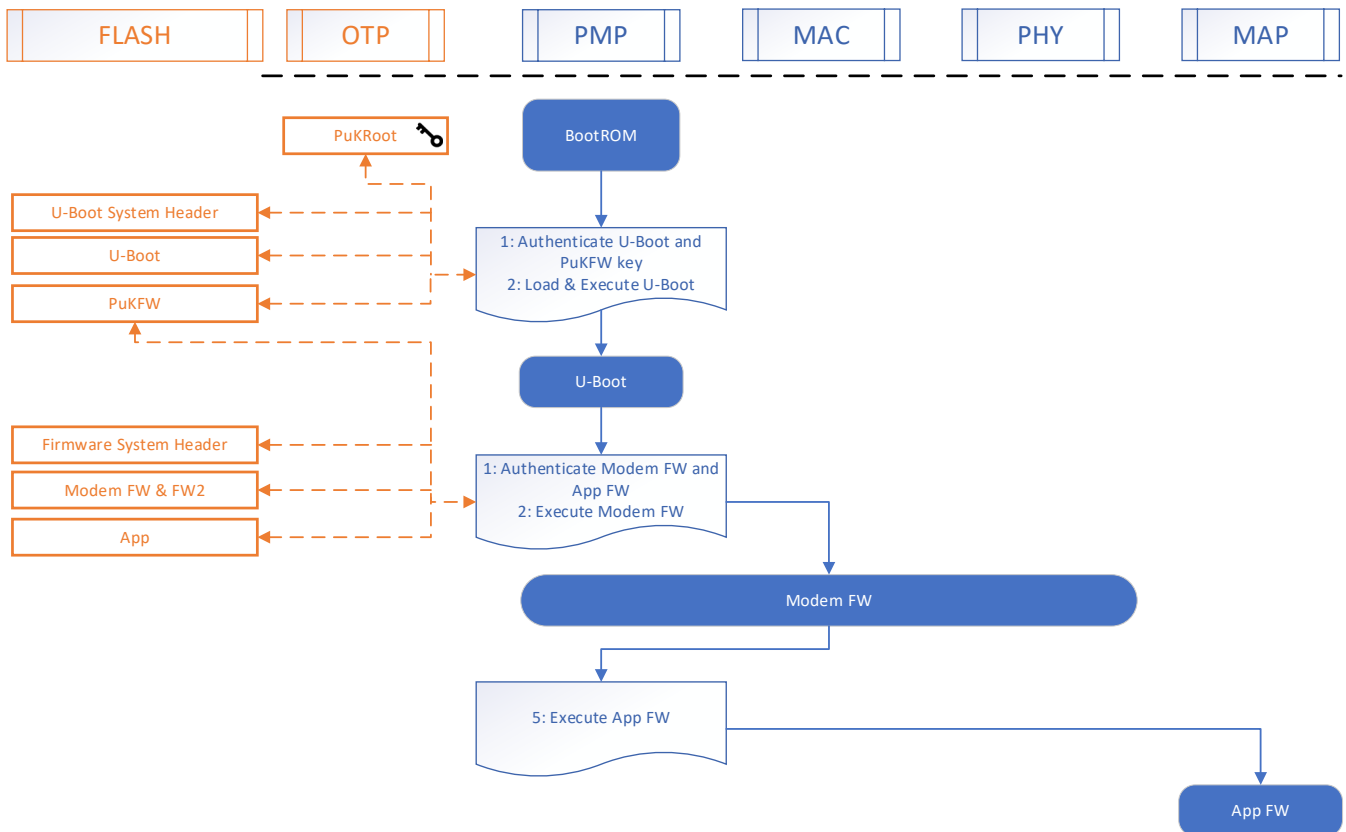 FLASH
OTP
PMP
MAC
PHY
MAP
PuKRoot
BootROM
U-Boot System Header
U-Boot
PuKFW
1: Authenticate U-Boot and
PuKFW key
2: Load & Execute U-Boot
U-Boot
Firmware System Header
Modem FW & FW2
App
1: Authenticate Modem FW and
App FW
2: Execute Modem FW
Modem FW
5: Execute App FW
App FW